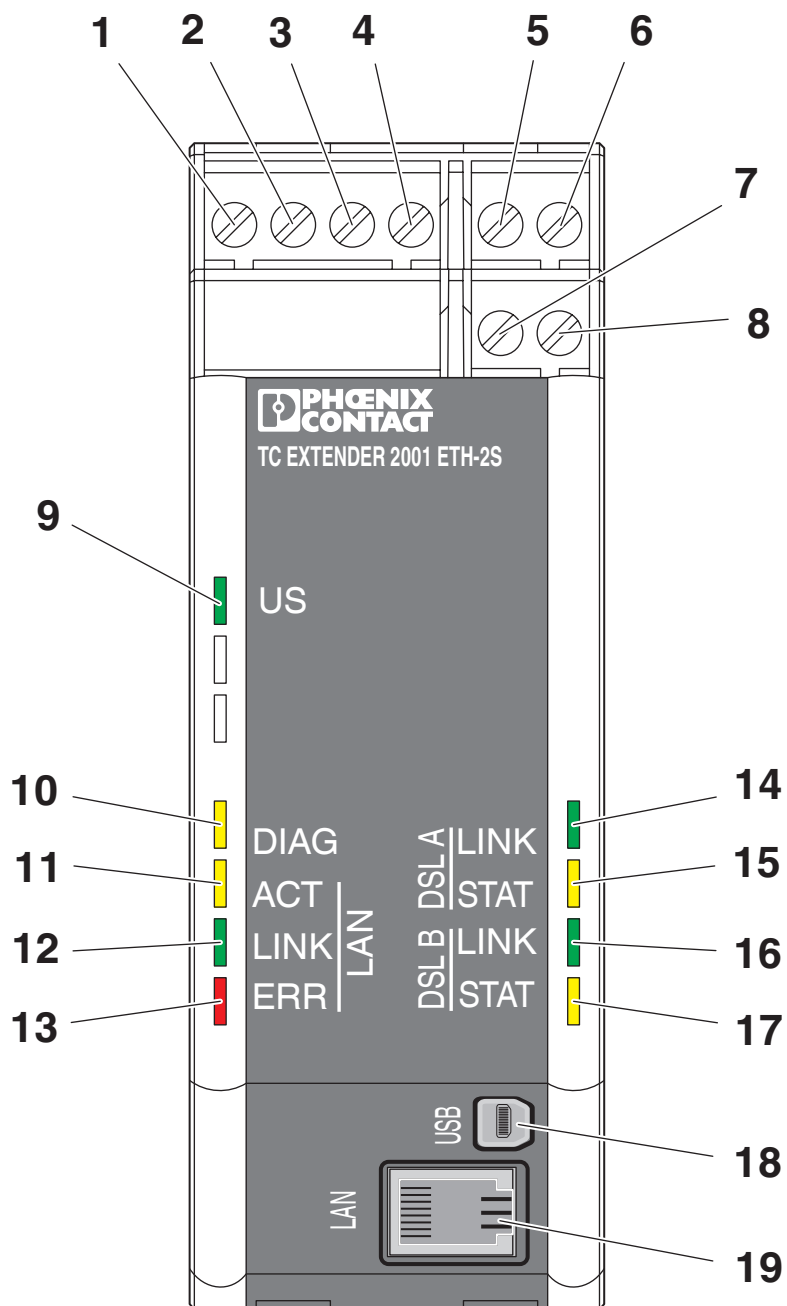 1 2 3 4 5 6
7
8
PHŒNIX
CONTACT
TC EXTENDER 2001 ETH-2S
9
US
10
11
12
13
DIAG
ACT
LINK
ERR
LAN
DSL A
LINK
STAT
DSL B
LINK
STAT
14
15
16
17
USB
18
LAN
19